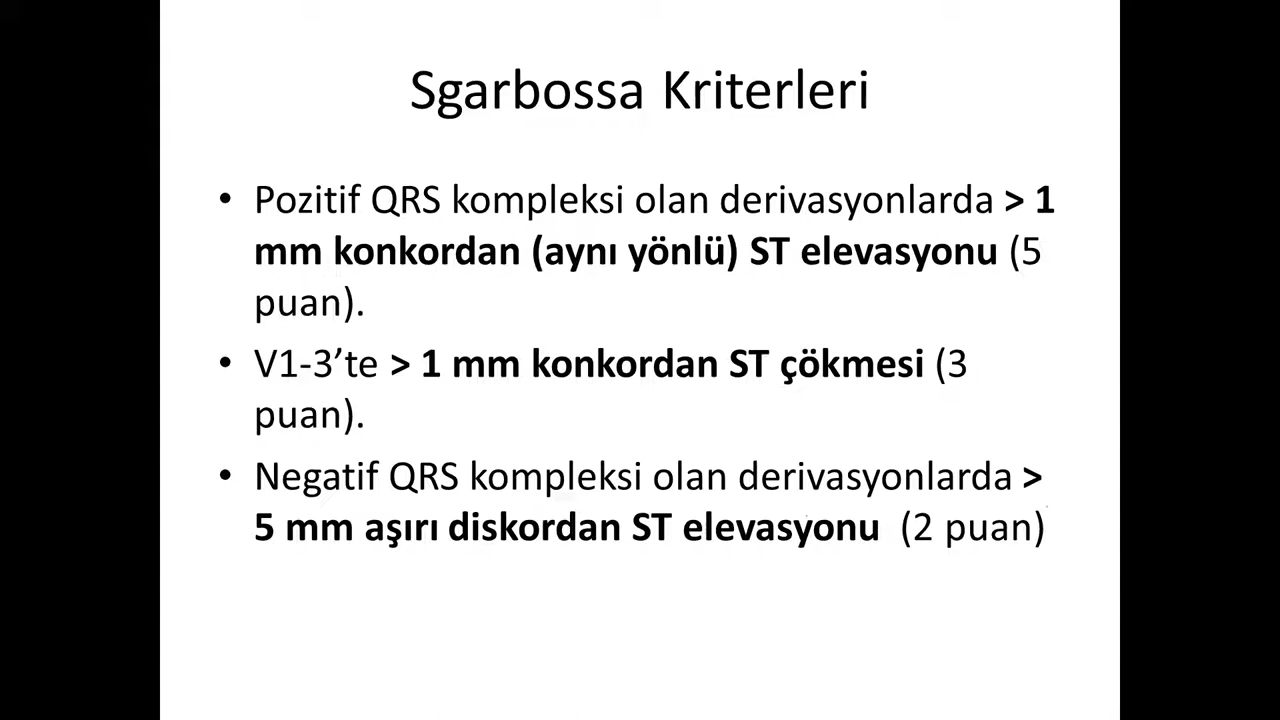 Sgarbossa Kriterleri
• Pozitif QRS kompleksi olan derivasyonlarda > 1
mm konkordan (aynı yönlü) ST elevasyonu (5
puan).
• V1-3’te > 1 mm konkordan ST çökmesi (3
puan).
• Negatif QRS kompleksi olan derivasyonlarda >
5 mm aşırı diskordan ST elevasyonu (2 puan)